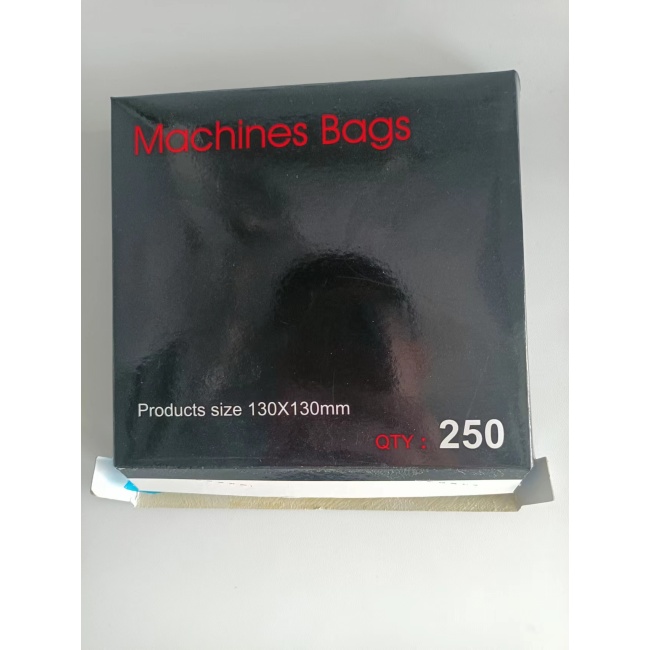 Machines Bags
Products size 130X130mm
QTY : 250